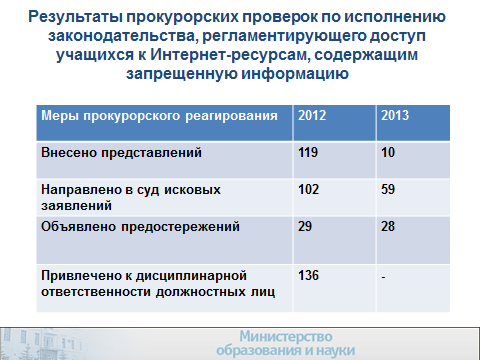 Результаты прокурорских проверок по исполнению
законодательства, регламентирующего доступ
учащихся к Интернет-ресурсам, содержащим
запрещенную информацию
Меры прокурорского реагирования 2012 2013
Внесено представлений 119 10
Направлено в суд исковых 102 59
заявлений
Объявлено предостережений 29 28
Привлечено к дисциплинарной 136 -
ответственности должностных лиц
Министерство
образования и науки